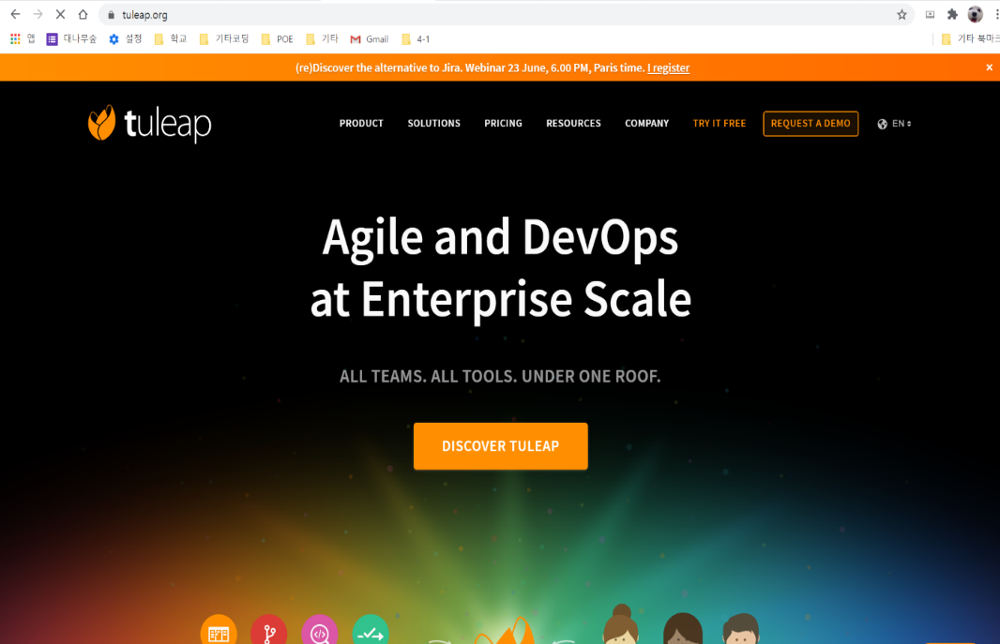 tuleap.org
앱 대나무숲 설정 학교 기타코딩 POE 기타 Gmail 4-1 기타 북마크
(re)Discover the alternative to Jira. Webinar 23 June, 6.00 PM, Paris time. I register ×
tuleap PRODUCT SOLUTIONS PRICING RESOURCES COMPANY TRY IT FREE REQUEST A DEMO EN
Agile and DevOps
at Enterprise Scale
ALL TEAMS. ALL TOOLS. UNDER ONE ROOF.
DISCOVER TULEAP